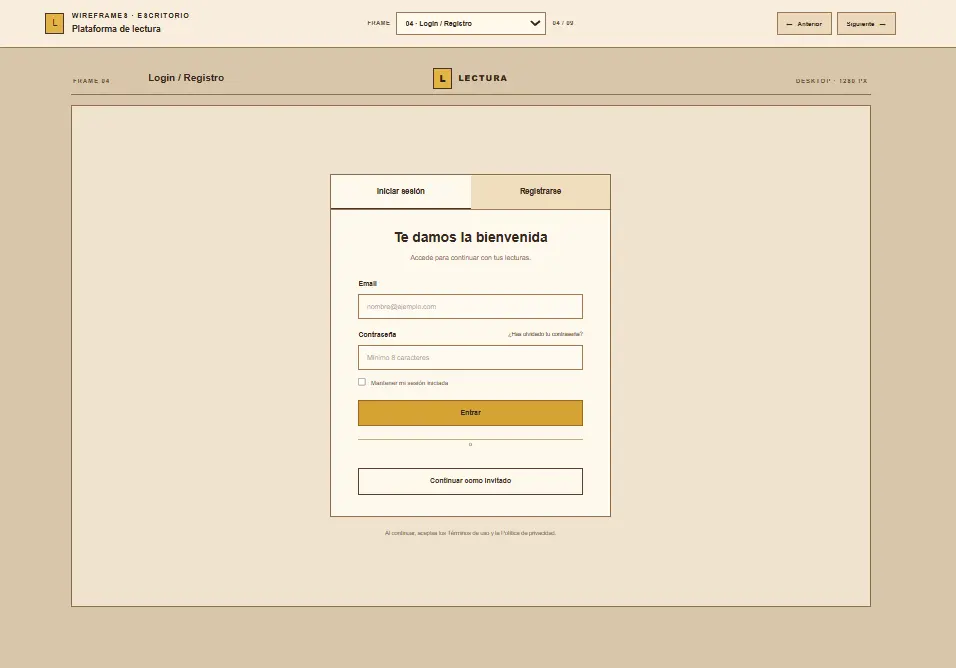 L
WIREFRAMES · ESCRITORIO
Plataforma de lectura
FRAME
04 · Login / Registro
04 / 09
← Anterior
Siguiente →
FRAME 04
Login / Registro
L LECTURA
DESKTOP · 1280 PX
Iniciar sesión
Registrarse
Te damos la bienvenida
Accede para continuar con tus lecturas.
Email
nombre@ejemplo.com
Contraseña
¿Has olvidado tu contraseña?
Mínimo 8 caracteres
Mantener mi sesión iniciada
Entrar
o
Continuar como invitado
Al continuar, aceptas los Términos de uso y la Política de privacidad.